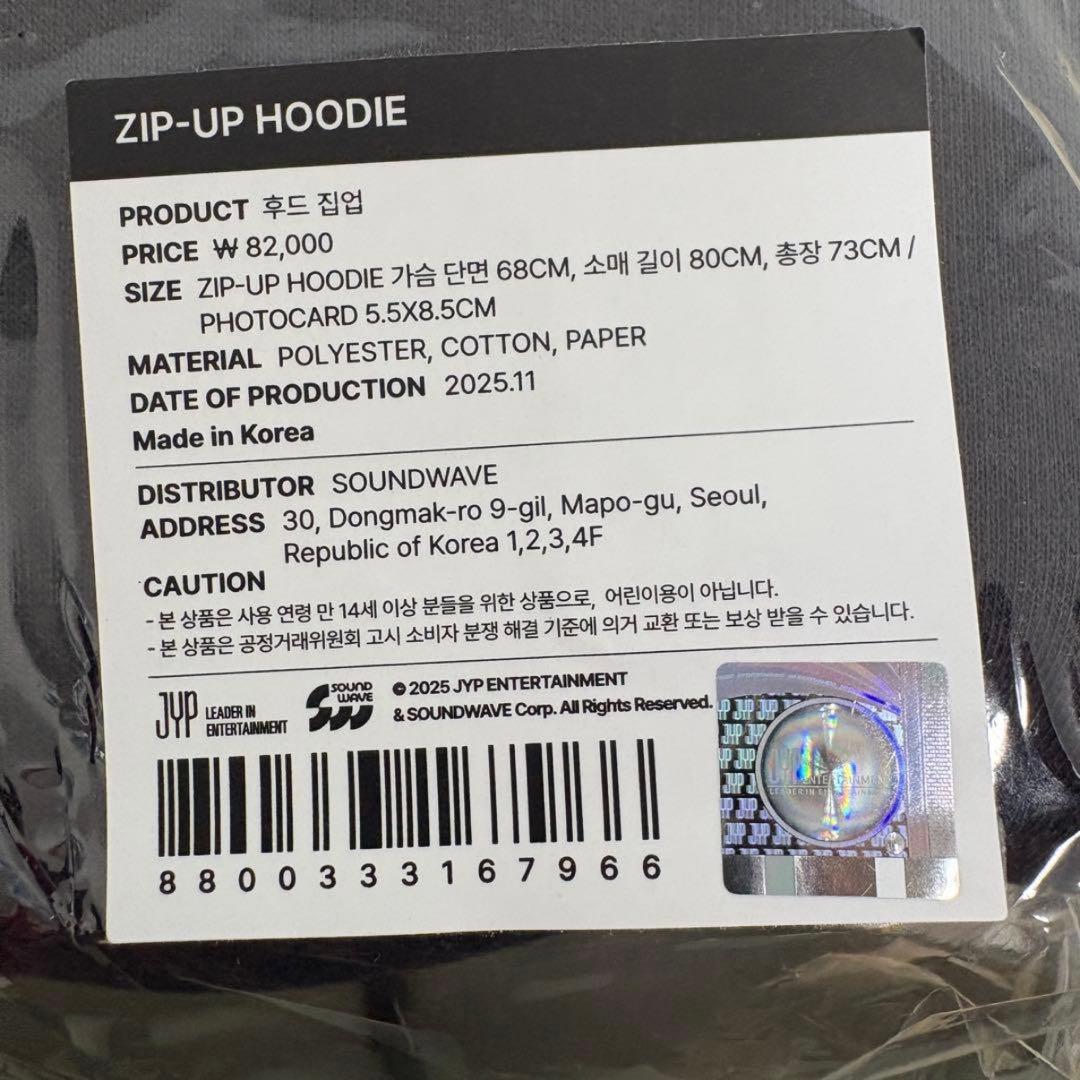 ZIP-UP HOODIE
PRODUCT 후드 집업
PRICE ₩ 82,000
SIZE ZIP-UP HOODIE 가슴 단면 68CM, 소매 길이 80CM, 총장 73CM /
PHOTOCARD 5.5X8.5CM
MATERIAL POLYESTER, COTTON, PAPER
DATE OF PRODUCTION 2025.11
Made in Korea
DISTRIBUTOR SOUNDWAVE
ADDRESS 30, Dongmak-ro 9-gil, Mapo-gu, Seoul,
Republic of Korea 1,2,3,4F
CAUTION
- 본 상품은 사용 연령 만 14세 이상 분들을 위한 상품으로, 어린이용이 아닙니다.
- 본 상품은 공정거래위원회 고시 소비자 분쟁 해결 기준에 의거 교환 또는 보상 받을 수 있습니다.
JYP LEADER IN
ENTERTAINMENT
SOUND
WAVE
© 2025 JYP ENTERTAINMENT
& SOUNDWAVE Corp. All Rights Reserved.
8800333167966
JYP ENTERTAINMENT
LEADER IN ENTERTAINMENT